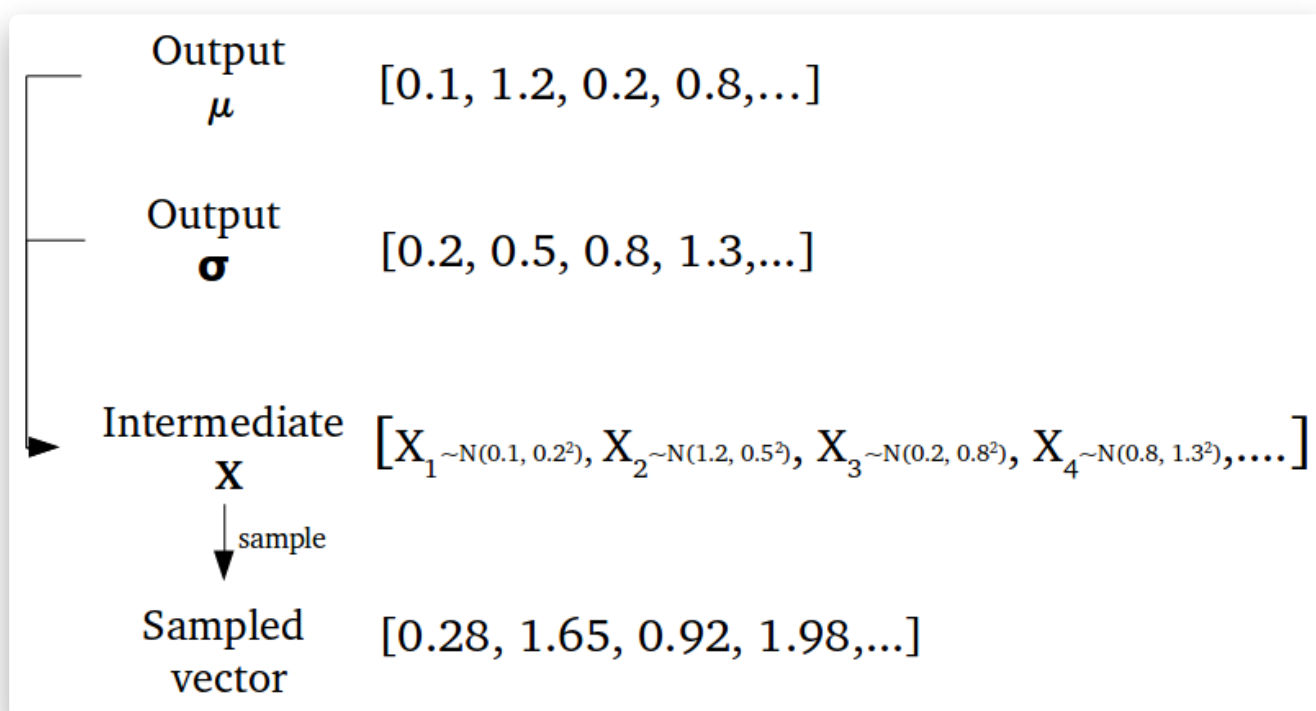 Output
μ
[0.1, 1.2, 0.2, 0.8,...]
Output
σ
[0.2, 0.5, 0.8, 1.3,...]
Intermediate
X
[X₁~N(0.1, 0.2²), X₂~N(1.2, 0.5²), X₃~N(0.2, 0.8²), X₄~N(0.8, 1.3²),....]
sample
Sampled
vector
[0.28, 1.65, 0.92, 1.98,...]